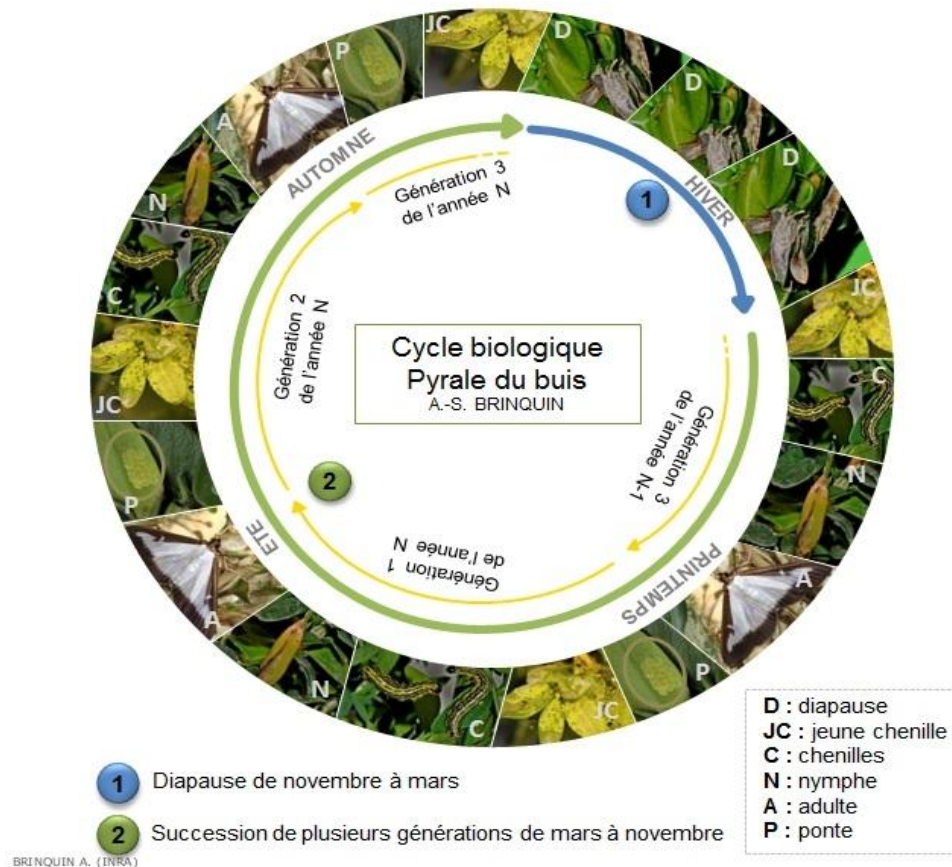 JC
D
D
D
JC
C
N
A
P
JC
C
N
A
P
JC
C
N
A
P
HIVER
PRINTEMPS
ETE
AUTOMNE
1
2
Génération 3
de l'année N-1
Génération 1
de l'année N
Génération 2
de l'année N
Génération 3
de l'année N
Cycle biologique
Pyrale du buis
A.-S. BRINQUIN
D : diapause
JC : jeune chenille
C : chenilles
N : nymphe
A : adulte
P : ponte
1 Diapause de novembre à mars
2 Succession de plusieurs générations de mars à novembre
BRINQUIN A. (INRA)